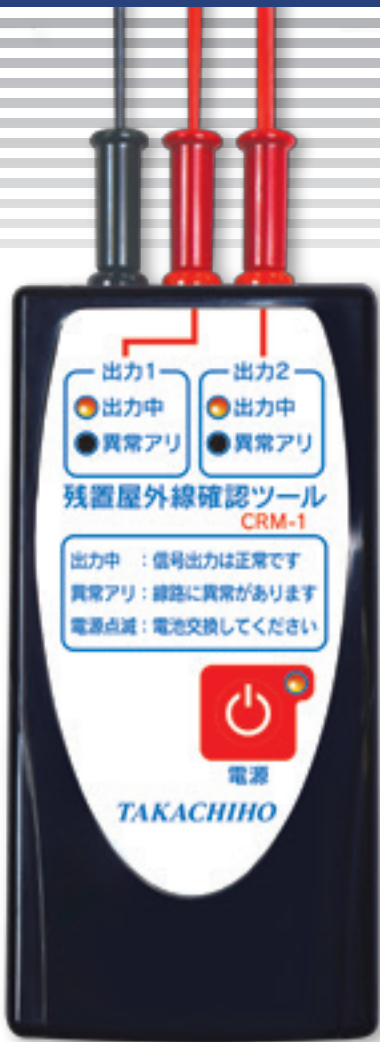 出力1
出力中
異常アリ
出力2
出力中
異常アリ
残置屋外線確認ツール
CRM-1
出力中 : 信号出力は正常です
異常アリ : 線路に異常があります
電源点滅 : 電池交換してください
電源
TAKACHIHO